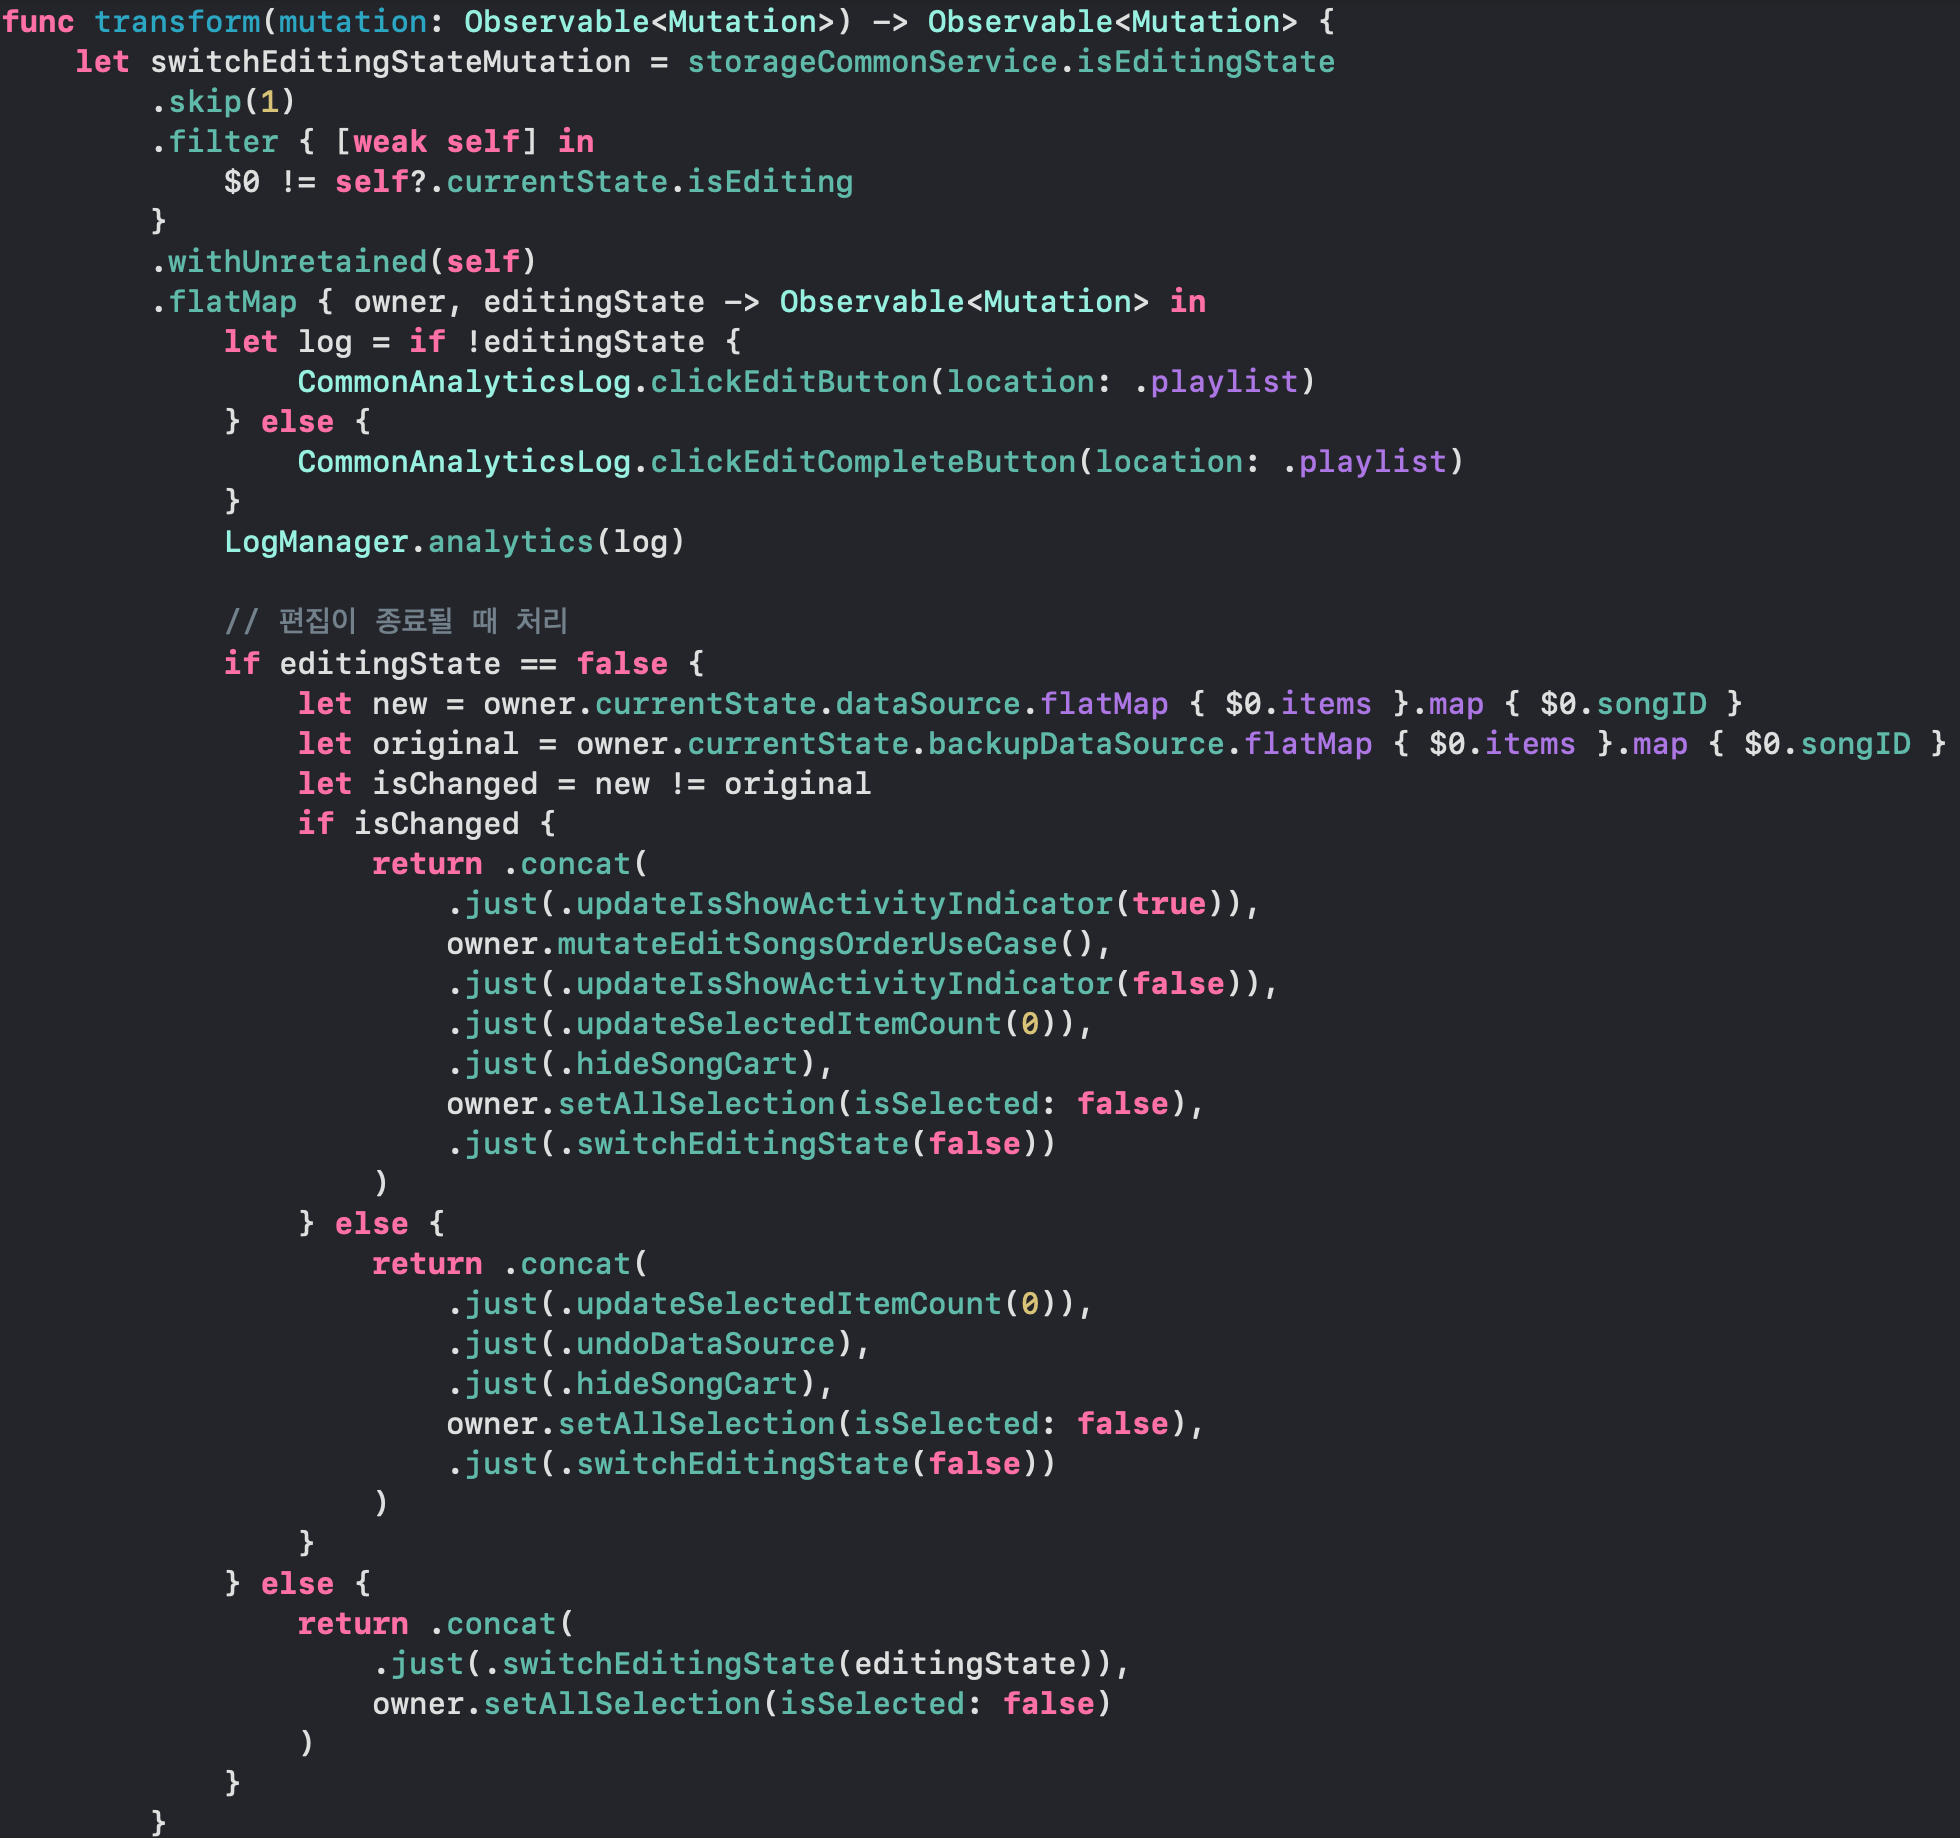 func transform(mutation: Observable<Mutation>) -> Observable<Mutation> {
    let switchEditingStateMutation = storageCommonService.isEditingState
        .skip(1)
        .filter { [weak self] in
            $0 != self?.currentState.isEditing
        }
        .withUnretained(self)
        .flatMap { owner, editingState -> Observable<Mutation> in
            let log = if !editingState {
                CommonAnalyticsLog.clickEditButton(location: .playlist)
            } else {
                CommonAnalyticsLog.clickEditCompleteButton(location: .playlist)
            }
            LogManager.analytics(log)

            // 편집이 종료될 때 처리
            if editingState == false {
                let new = owner.currentState.dataSource.flatMap { $0.items }.map { $0.songID }
                let original = owner.currentState.backupDataSource.flatMap { $0.items }.map { $0.songID }
                let isChanged = new != original
                if isChanged {
                    return .concat(
                        .just(.updateIsShowActivityIndicator(true)),
                        owner.mutateEditSongsOrderUseCase(),
                        .just(.updateIsShowActivityIndicator(false)),
                        .just(.updateSelectedItemCount(0)),
                        .just(.hideSongCart),
                        owner.setAllSelection(isSelected: false),
                        .just(.switchEditingState(false))
                    )
                } else {
                    return .concat(
                        .just(.updateSelectedItemCount(0)),
                        .just(.undoDataSource),
                        .just(.hideSongCart),
                        owner.setAllSelection(isSelected: false),
                        .just(.switchEditingState(false))
                    )
                }
            } else {
                return .concat(
                    .just(.switchEditingState(editingState)),
                    owner.setAllSelection(isSelected: false)
                )
            }
        }